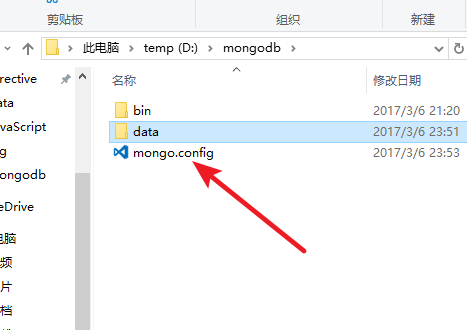 剪贴板 组织 新建
此电脑 temp (D:) mongodb
名称 修改日期
bin 2017/3/6 21:20
data 2017/3/6 23:51
mongo.config 2017/3/6 23:53
rective
ata
avaScript
g
ongodb
eDrive
电脑
频
片
档